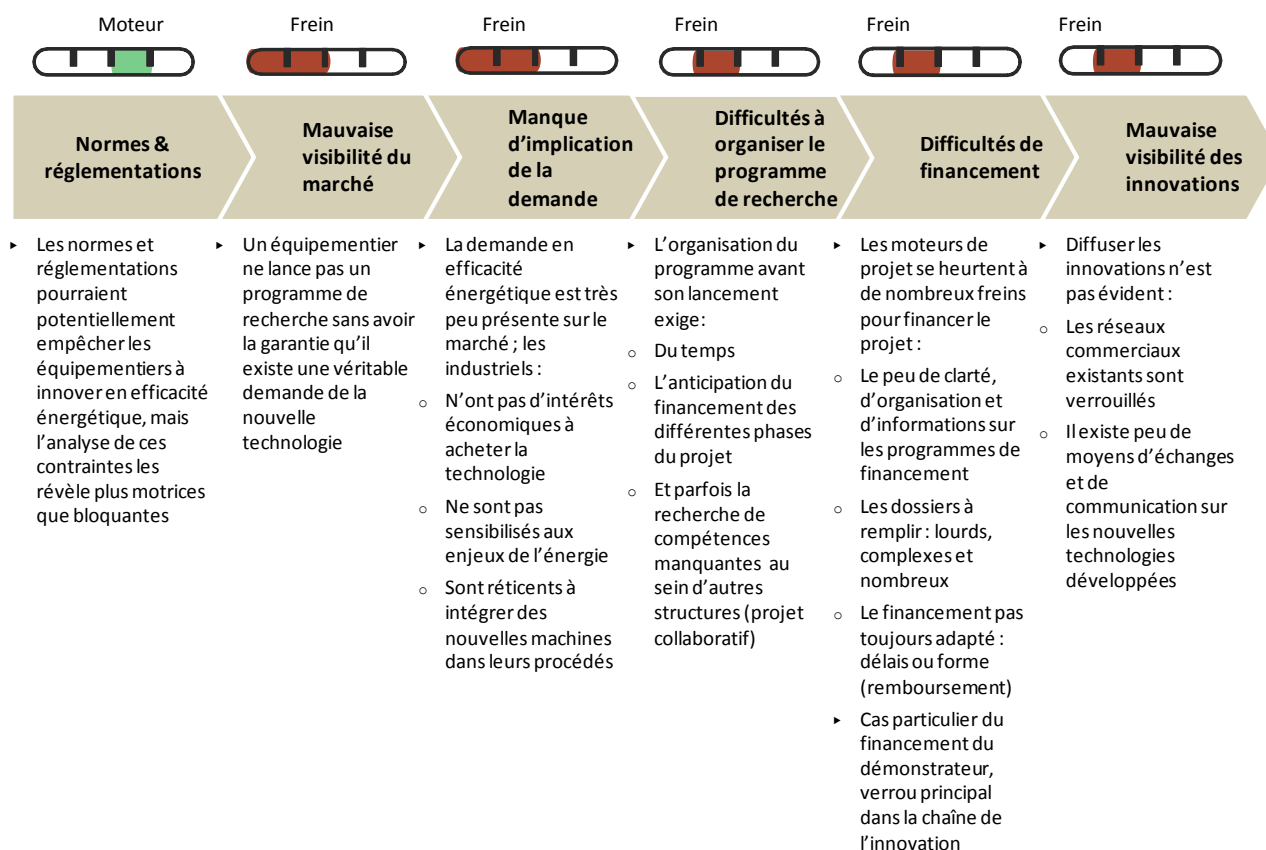 Moteur
Frein
Frein
Frein
Frein
Frein
Normes &
réglementations
Mauvaise
visibilité du
marché
Manque
d’implication
de la
demande
Difficultés à
organiser le
programme
de recherche
Difficultés de
financement
Mauvaise
visibilité des
innovations
▸ Les normes et
réglementations
pourraient
potentiellement
empêcher les
équipementiers à
innover en efficacité
énergétique, mais
l’analyse de ces
contraintes les
révèle plus motrices
que bloquantes
▸ Un équipementier
ne lance pas un
programme de
recherche sans avoir
la garantie qu’il
existe une véritable
demande de la
nouvelle
technologie
▸ La demande en
efficacité
énergétique est très
peu présente sur le
marché ; les
industriels :
○ N’ont pas d’intérêts
économiques à
acheter la
technologie
○ Ne sont pas
sensibilisés aux
enjeux de l’énergie
○ Sont réticents à
intégrer des
nouvelles machines
dans leurs procédés
▸ L’organisation du
programme avant
son lancement
exige:
○ Du temps
○ L’anticipation du
financement des
différentes phases
du projet
○ Et parfois la
recherche de
compétences
manquantes au
sein d’autres
structures (projet
collaboratif)
▸ Les moteurs de
projet se heurtent à
de nombreux freins
pour financer le
projet :
○ Le peu de clarté,
d’organisation et
d’informations sur
les programmes de
financement
○ Les dossiers à
remplir : lourds,
complexes et
nombreux
○ Le financement pas
toujours adapté :
délais ou forme
(remboursement)
▸ Cas particulier du
financement du
démonstrateur,
verrou principal
dans la chaîne de
l’innovation
▸ Diffuser les
innovations n’est
pas évident :
○ Les réseaux
commerciaux
existants sont
verrouillés
○ Il existe peu de
moyens d’échanges
et de
communication sur
les nouvelles
technologies
développées